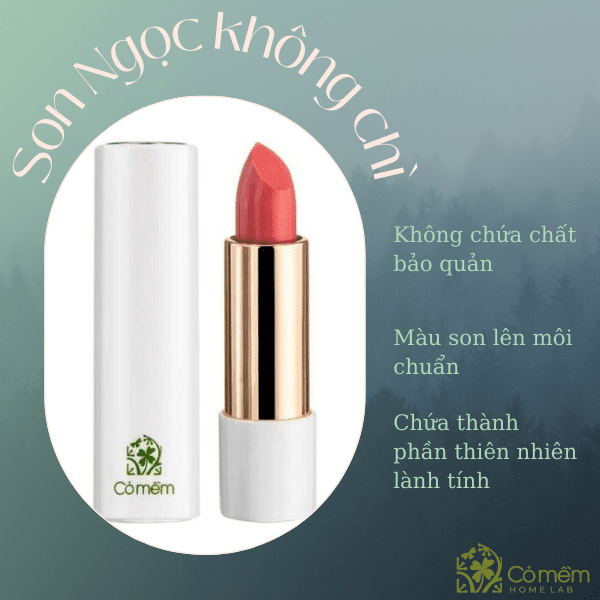 Son Ngọc không chì
Không chứa chất
bảo quản
Màu son lên môi
chuẩn
Chứa thành
phần thiên nhiên
lành tính
Cỏ mềm
Cỏ mềm
HOME LAB